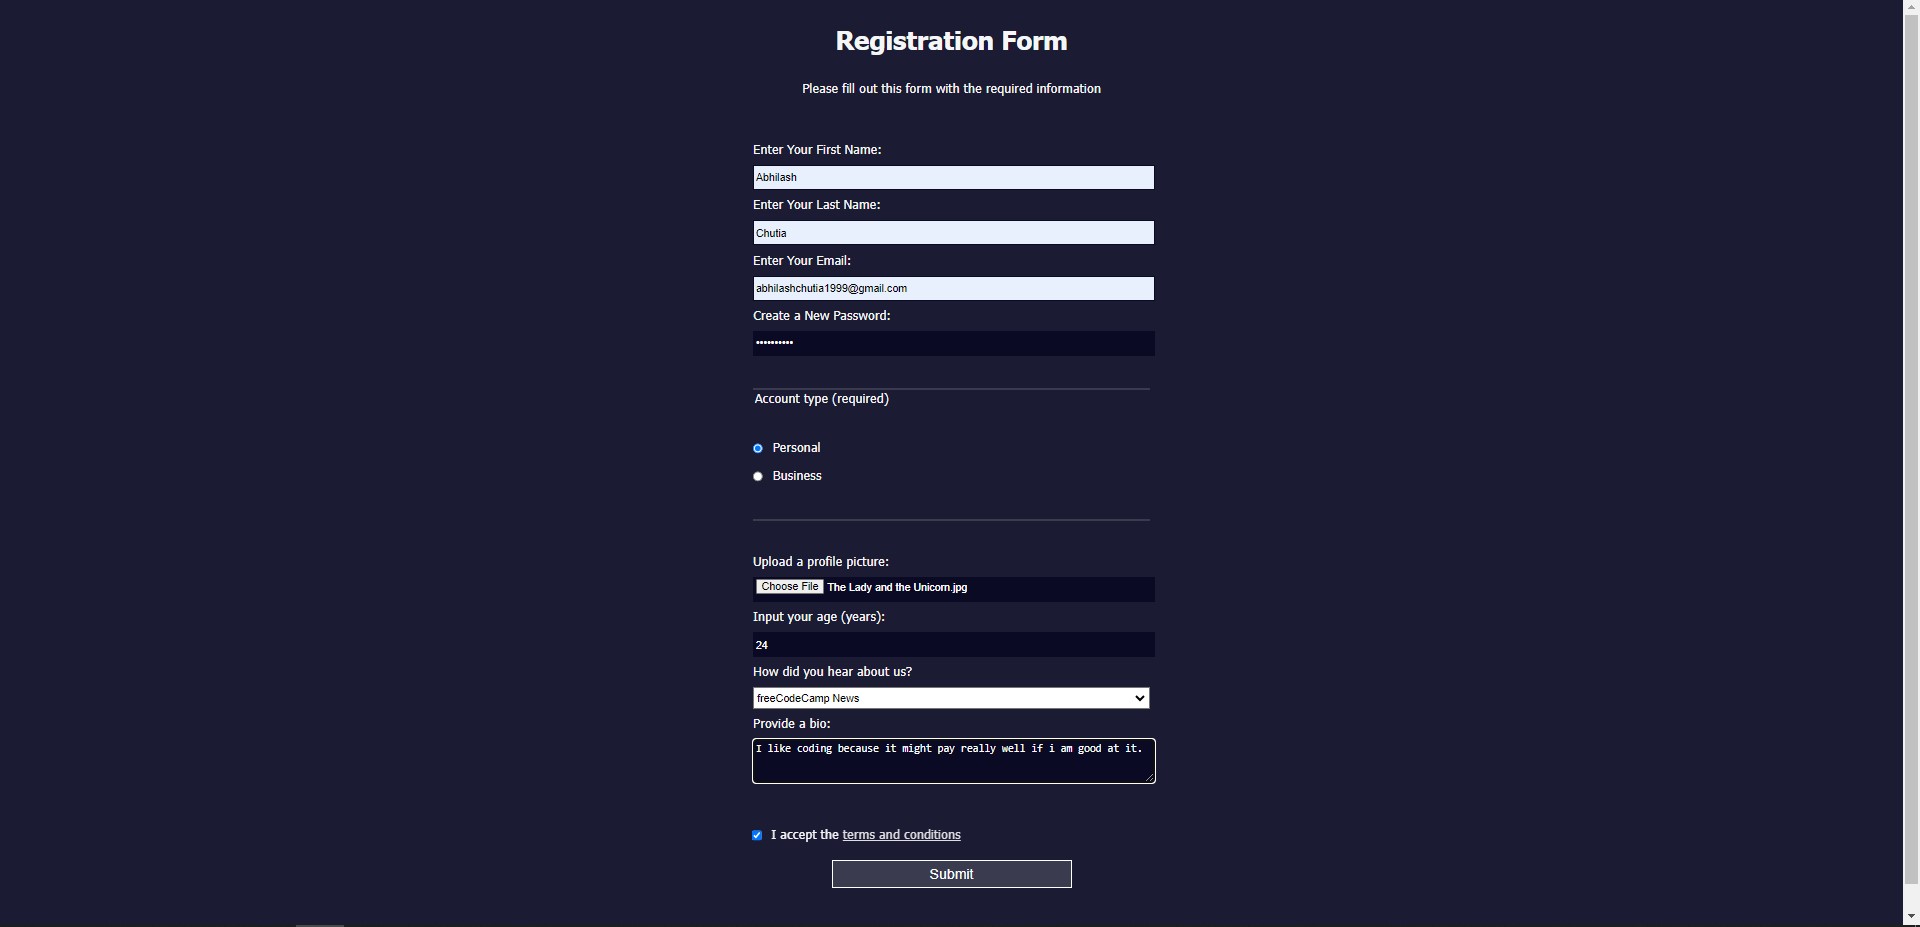 Registration Form
Please fill out this form with the required information
Enter Your First Name:
Abhilash
Enter Your Last Name:
Chutia
Enter Your Email:
abhilashchutia1999@gmail.com
Create a New Password:
••••••••••
Account type (required)
Personal
Business
Upload a profile picture:
Choose File The Lady and the Unicorn.jpg
Input your age (years):
24
How did you hear about us?
freeCodeCamp News
Provide a bio:
I like coding because it might pay really well if i am good at it.
I accept the terms and conditions
Submit